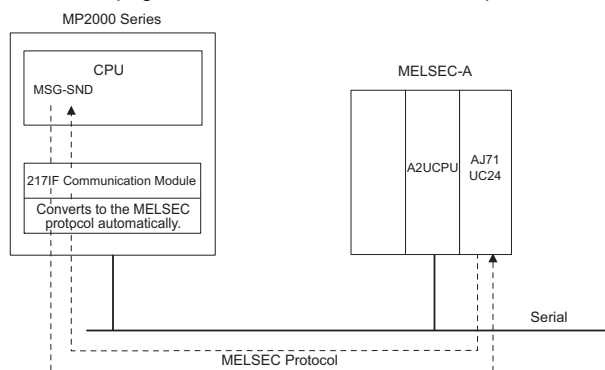 MP2000 Series
CPU
MSG-SND
217IF Communication Module
Converts to the MELSEC
protocol automatically.
MELSEC-A
A2UCPU
AJ71
UC24
Serial
MELSEC Protocol